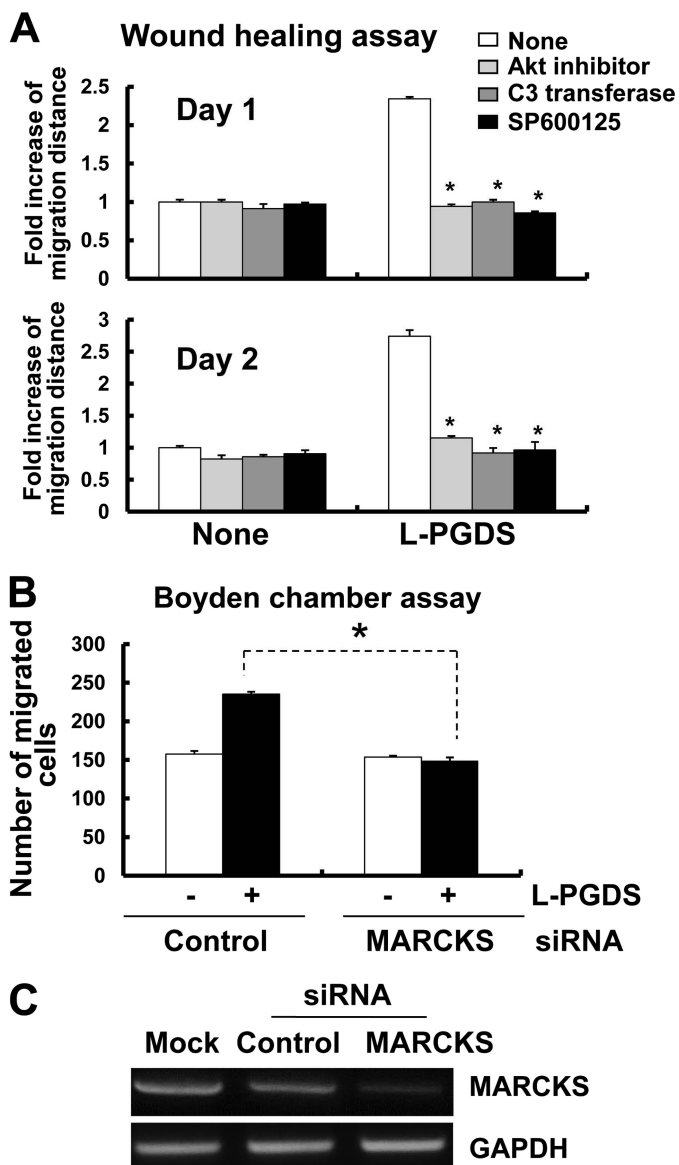 A
Wound healing assay
None
Akt inhibitor
C3 transferase
SP600125
Fold increase of
migration distance
2.5
2
1.5
1
0.5
0
Day 1
*
*
*
Fold increase of
migration distance
3
2.5
2
1.5
1
0.5
0
Day 2
*
*
*
None
L-PGDS
B
Boyden chamber assay
Number of migrated
cells
300
250
200
150
100
50
0
*
- + - + L-PGDS
Control MARCKS siRNA
C
siRNA
Mock Control MARCKS
MARCKS
GAPDH